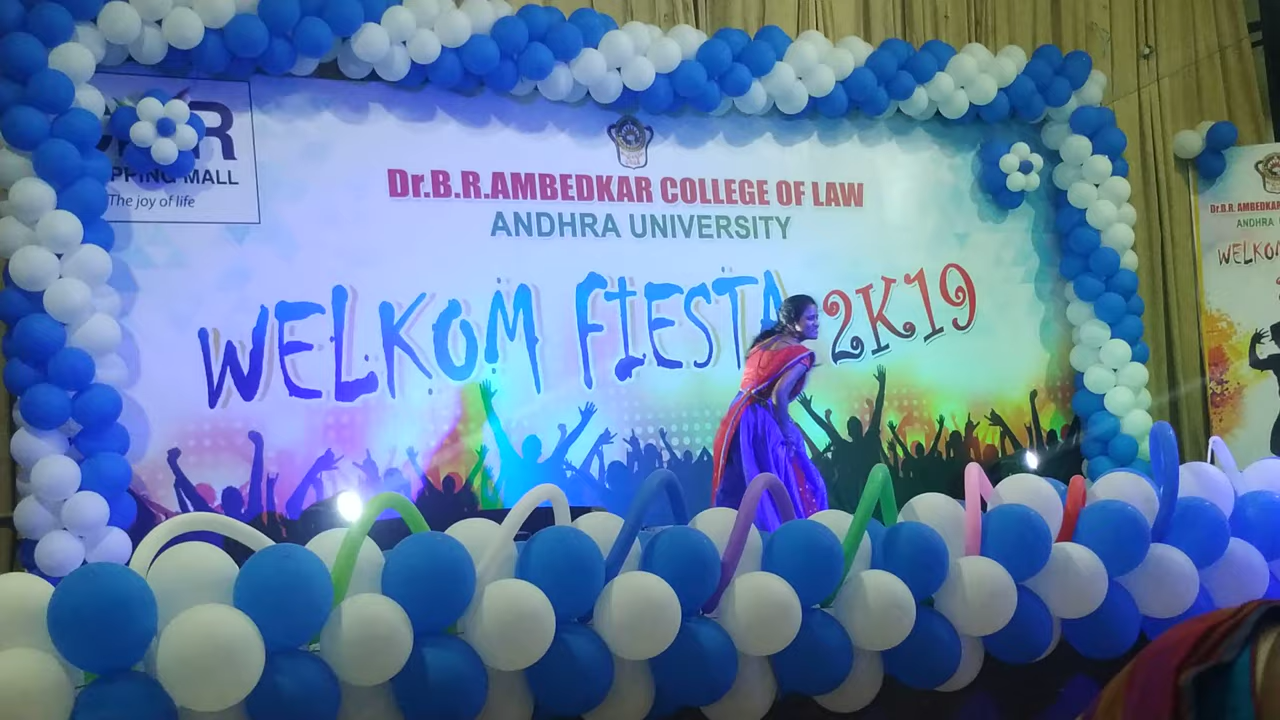 MALL
The joy of life
Dr.B.R.AMBEDKAR COLLEGE OF LAW
ANDHRA UNIVERSITY
WELKOM FIESTA 2K19
Dr.B.R. AMBEDKAR
ANDHRA
WELKOM